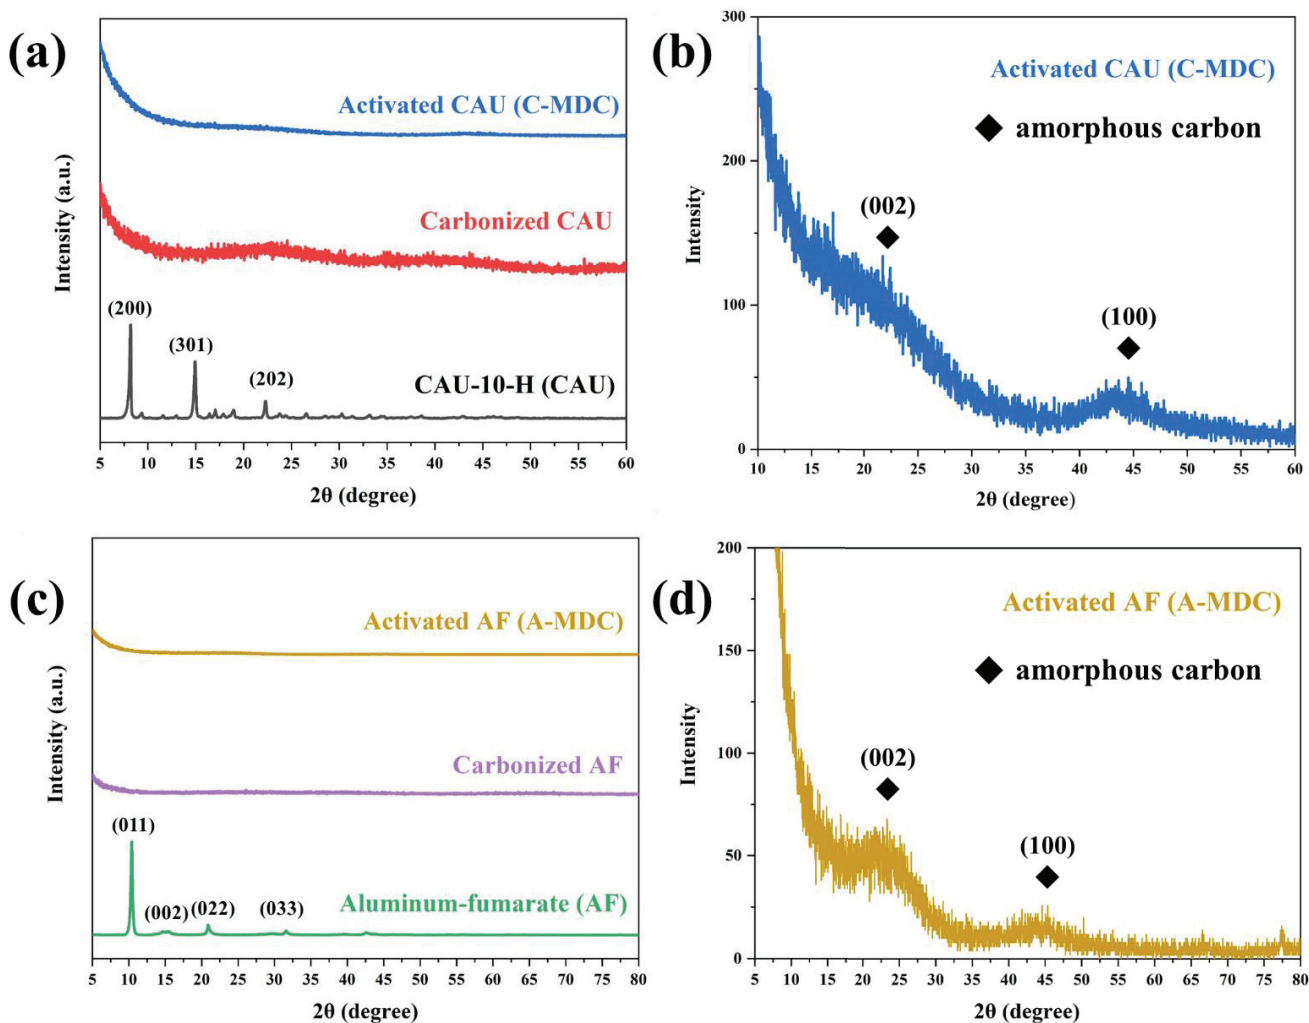 (a)
Intensity (a.u.)
Activated CAU (C-MDC)
Carbonized CAU
(200)
(301)
(202)
CAU-10-H (CAU)
5 10 15 20 25 30 35 40 45 50 55 60
2θ (degree)
(b)
Intensity
300
250
200
150
100
50
0
Activated CAU (C-MDC)
◆ amorphous carbon
(002)
(100)
10 15 20 25 30 35 40 45 50 55 60
2θ (degree)
(c)
Intensity (a.u.)
Activated AF (A-MDC)
Carbonized AF
(011)
(002)
(022)
(033)
Aluminum-fumarate (AF)
5 10 15 20 25 30 35 40 45 50 55 60 65 70 75 80
2θ (degree)
(d)
Intensity
200
150
100
50
0
Activated AF (A-MDC)
◆ amorphous carbon
(002)
(100)
5 10 15 20 25 30 35 40 45 50 55 60 65 70 75 80
2θ (degree)